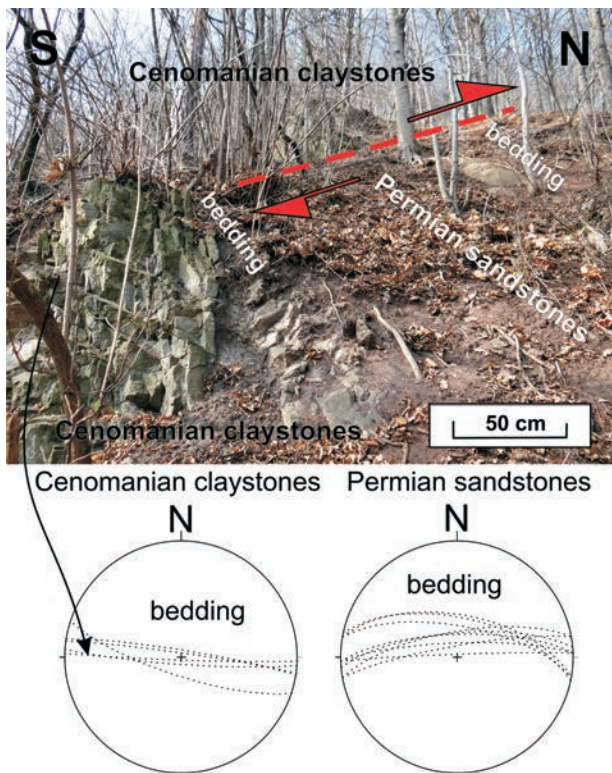 S
N
Cenomanian claystones
bedding
bedding
Permian sandstones
50 cm
Cenomanian claystones
Cenomanian claystones
Permian sandstones
N
N
bedding
bedding